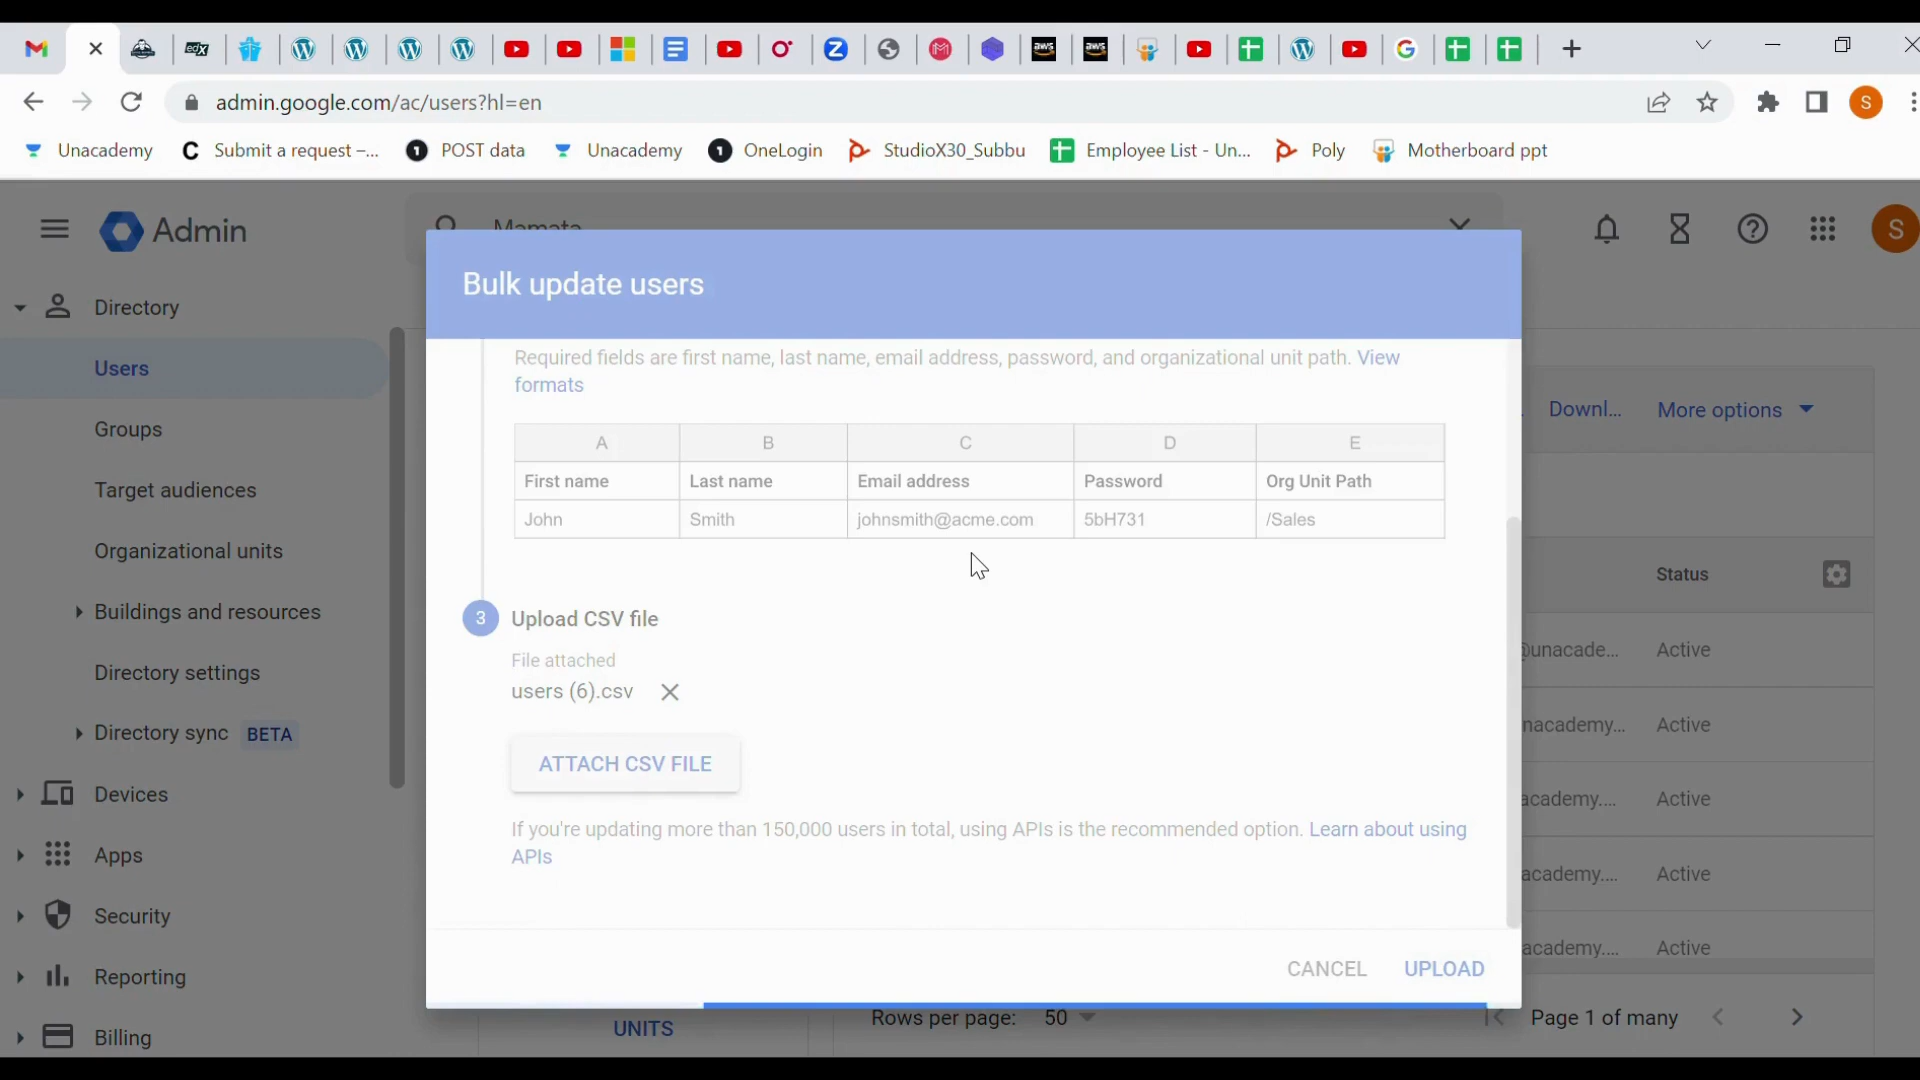 admin.google.com/ac/users?hl=en
S
Unacademy
Submit a request –...
POST data
Unacademy
OneLogin
StudioX30_Subbu
Employee List - Un...
Poly
Motherboard ppt
Admin
Mamata
S
Directory
Users
Groups
Target audiences
Organizational units
Buildings and resources
Directory settings
Directory sync BETA
Devices
Apps
Security
Reporting
Billing
Bulk update users
Required fields are first name, last name, email address, password, and organizational unit path. View
formats
A B C D E
First name Last name Email address Password Org Unit Path
John Smith johnsmith@acme.com 5bH731 /Sales
3 Upload CSV file
File attached
users (6).csv
ATTACH CSV FILE
If you're updating more than 150,000 users in total, using APIs is the recommended option. Learn about using
APIs
CANCEL UPLOAD
Downl... More options
Status
@unacade... Active
nacademy... Active
academy.... Active
academy.... Active
academy.... Active
UNITS
Rows per page: 50
Page 1 of many